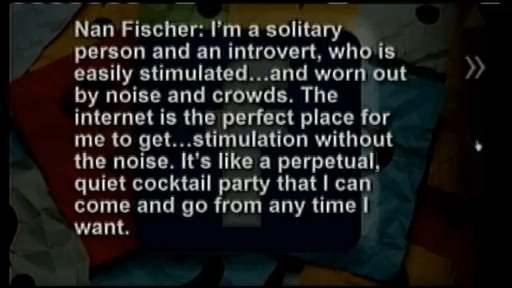 Nan Fischer: I'm a solitary
person and an introvert, who is
easily stimulated...and worn out
by noise and crowds. The
internet is the perfect place for
me to get...stimulation without
the noise. It's like a perpetual,
quiet cocktail party that I can
come and go from any time I
want.